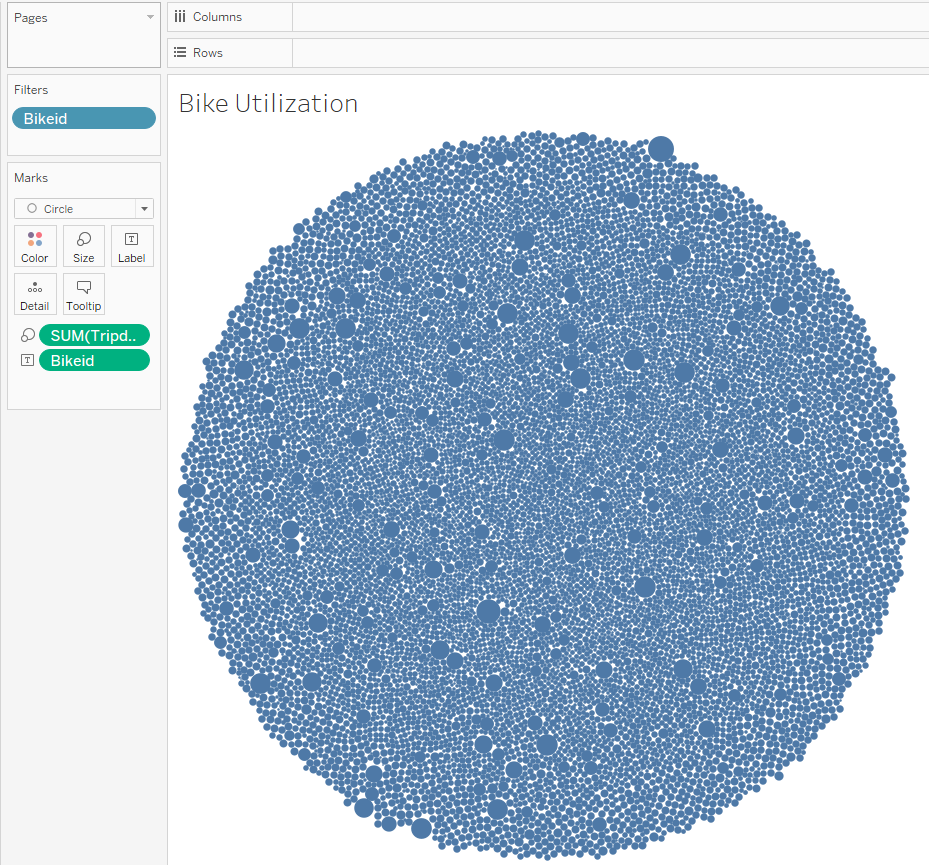 Pages
Columns
Rows
Filters
Bikeid
Marks
Circle
Color
Size
Label
Detail
Tooltip
SUM(Tripd..
Bikeid
Bike Utilization